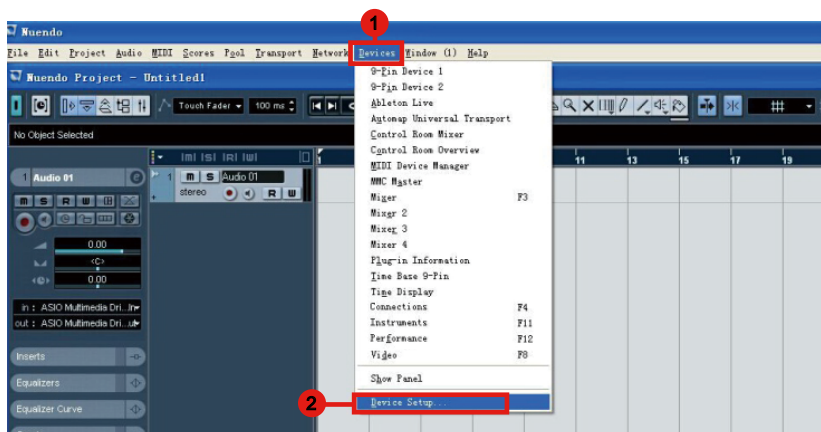 1
Nuendo
File Edit Project Audio MIDI Scores Pool Transport Network Devices Window (1) Help
Nuendo Project - Untitled1
Touch Fader 100 ms
No Object Selected
11 13 15 17 19
1 Audio 01
m S R W
0.00
<C>
0.00
in : ASIO Multimedia Dri...
out : ASIO Multimedia Dri...
Inserts
Equalizers
Equalizer Curve
1 m S Audio 01
stereo R W
9-Pin Device 1
9-Pin Device 2
Ableton Live
Automap Universal Transport
Control Room Mixer
Control Room Overview
MIDI Device Manager
MMC Master
Mixer F3
Mixer 2
Mixer 3
Mixer 4
Plug-in Information
Time Base 9-Pin
Time Display
Connections F4
Instruments F11
Performance F12
Video F8
Show Panel
2
Device Setup...